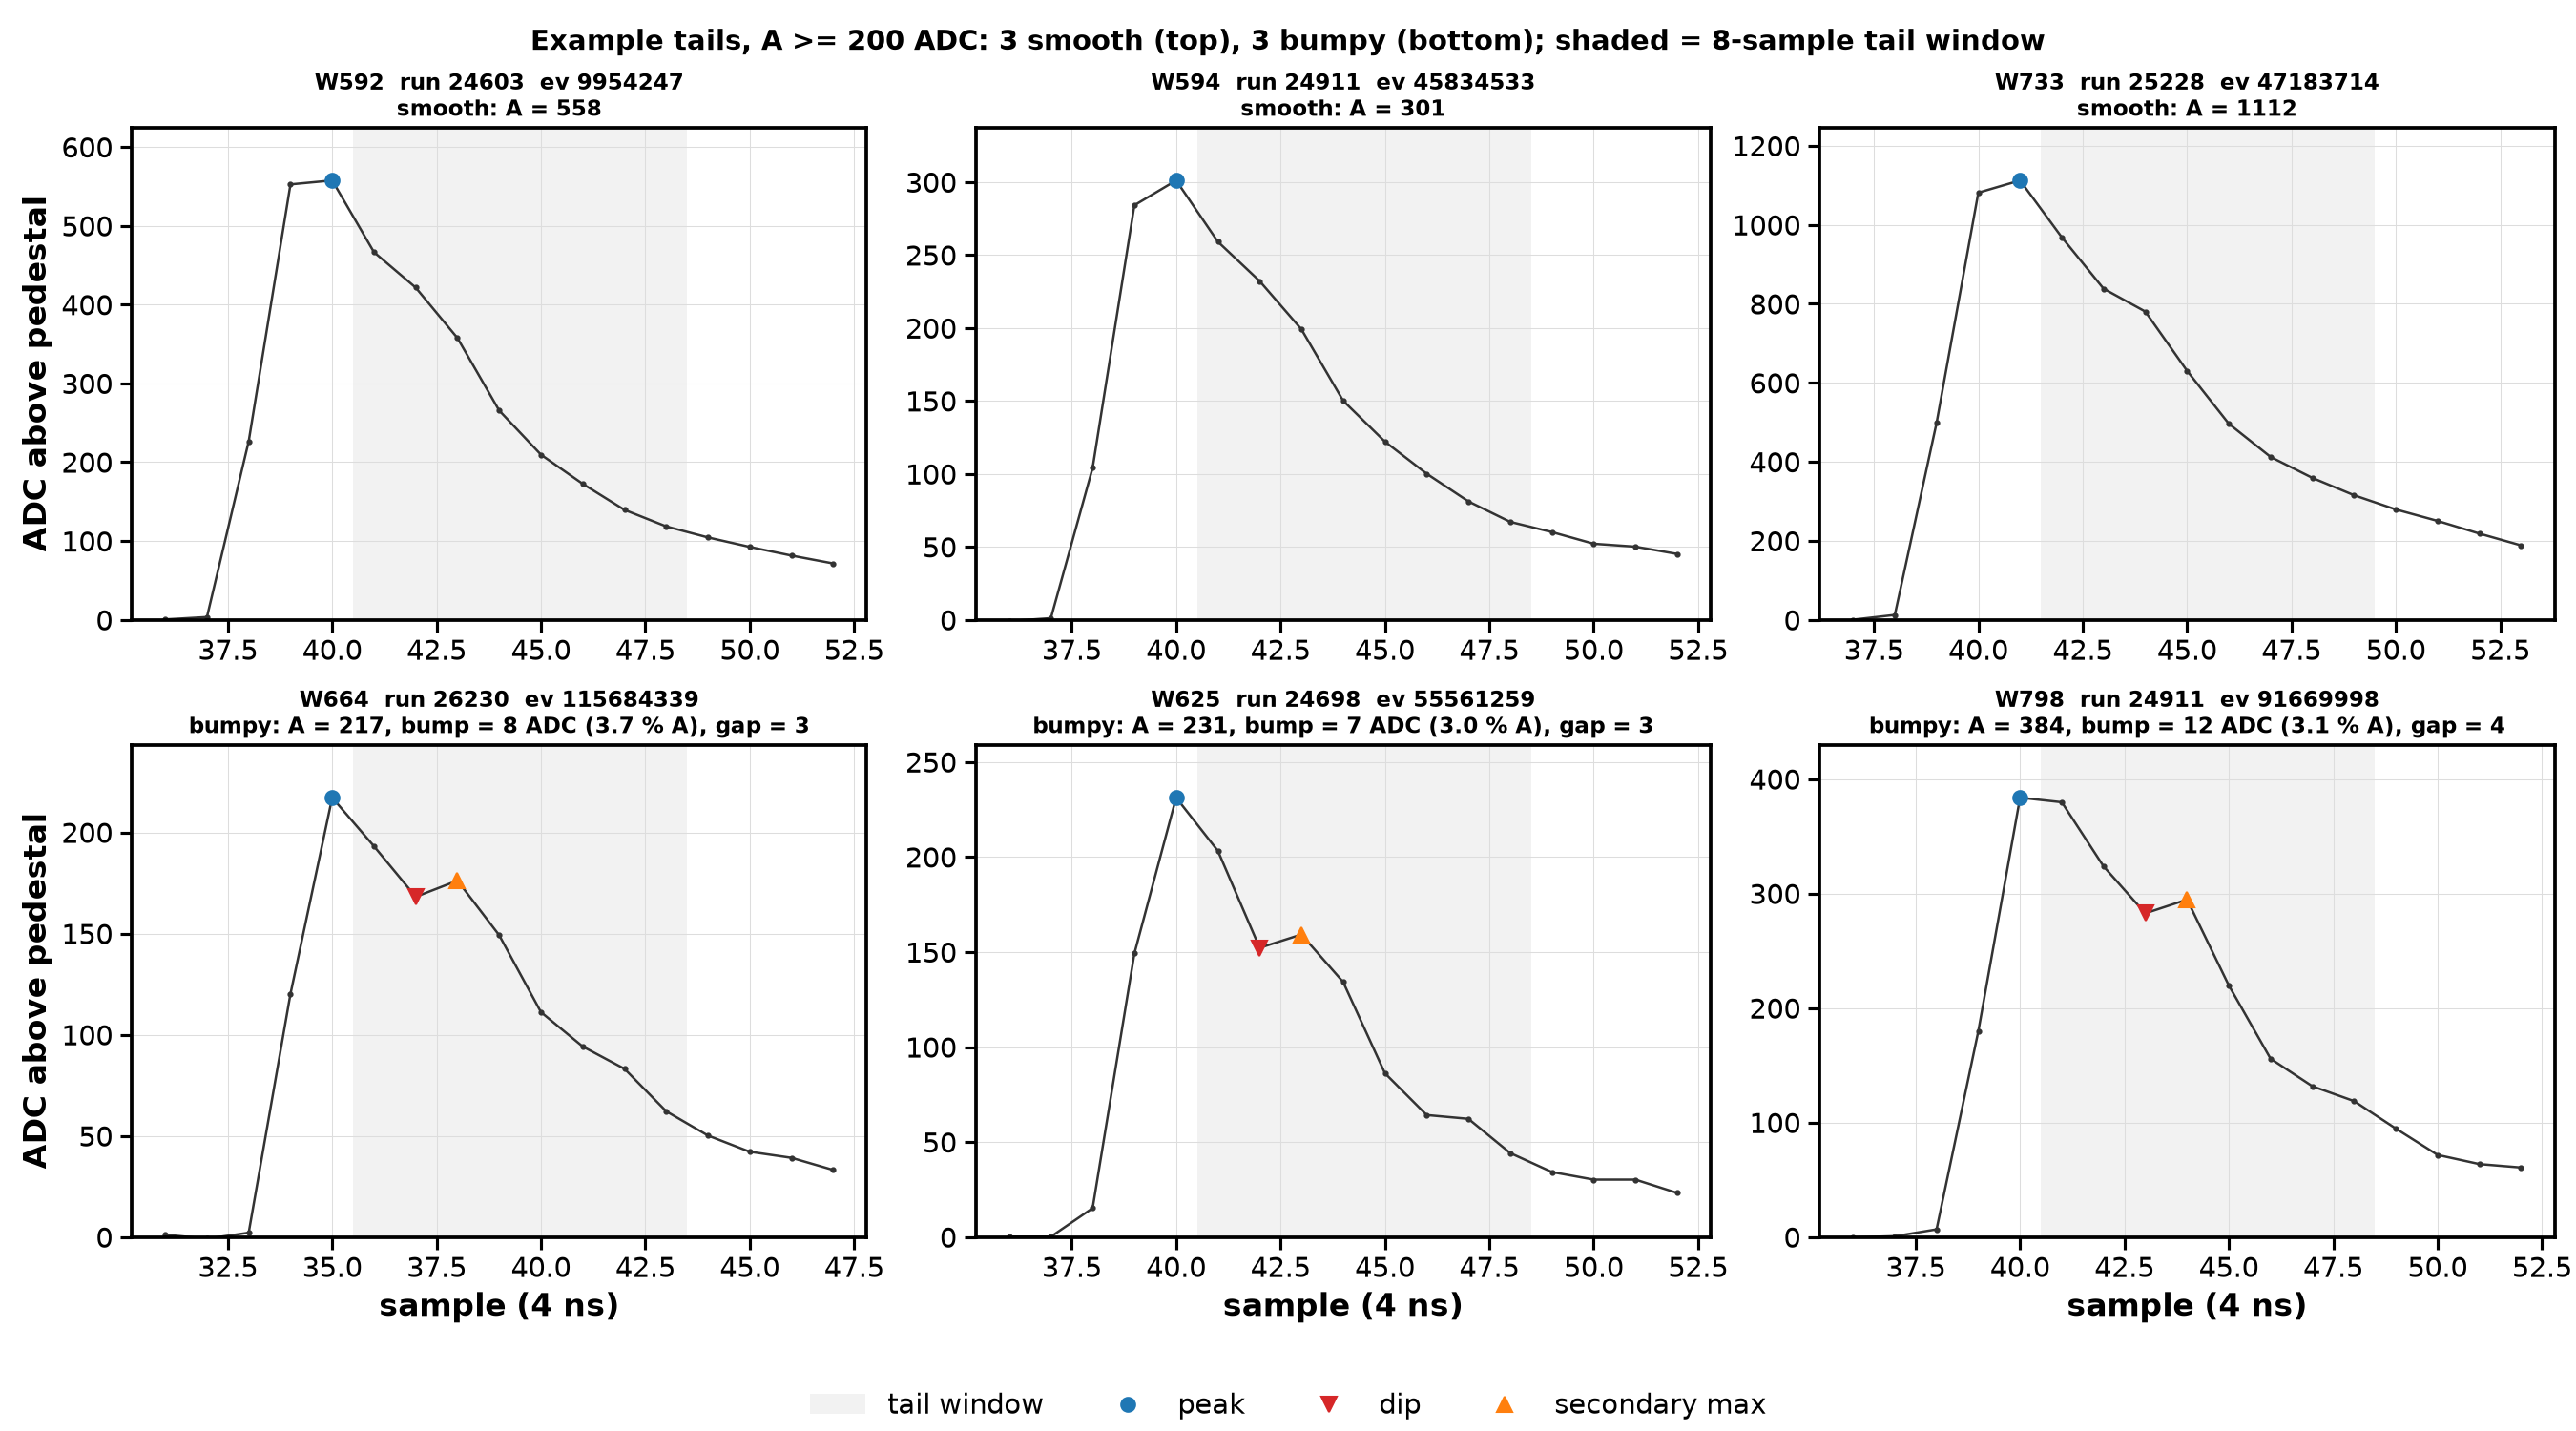 Example tails, A >= 200 ADC: 3 smooth (top), 3 bumpy (bottom); shaded = 8-sample tail window
W592 run 24603 ev 9954247
smooth: A = 558
W594 run 24911 ev 45834533
smooth: A = 301
W733 run 25228 ev 47183714
smooth: A = 1112
ADC above pedestal
600
500
400
300
200
100
0
37.5 40.0 42.5 45.0 47.5 50.0 52.5
300
250
200
150
100
50
0
37.5 40.0 42.5 45.0 47.5 50.0 52.5
1200
1000
800
600
400
200
0
37.5 40.0 42.5 45.0 47.5 50.0 52.5
W664 run 26230 ev 115684339
bumpy: A = 217, bump = 8 ADC (3.7 % A), gap = 3
W625 run 24698 ev 55561259
bumpy: A = 231, bump = 7 ADC (3.0 % A), gap = 3
W798 run 24911 ev 91669998
bumpy: A = 384, bump = 12 ADC (3.1 % A), gap = 4
ADC above pedestal
200
150
100
50
0
32.5 35.0 37.5 40.0 42.5 45.0 47.5
sample (4 ns)
250
200
150
100
50
0
37.5 40.0 42.5 45.0 47.5 50.0 52.5
sample (4 ns)
400
300
200
100
0
37.5 40.0 42.5 45.0 47.5 50.0 52.5
sample (4 ns)
tail window peak dip secondary max